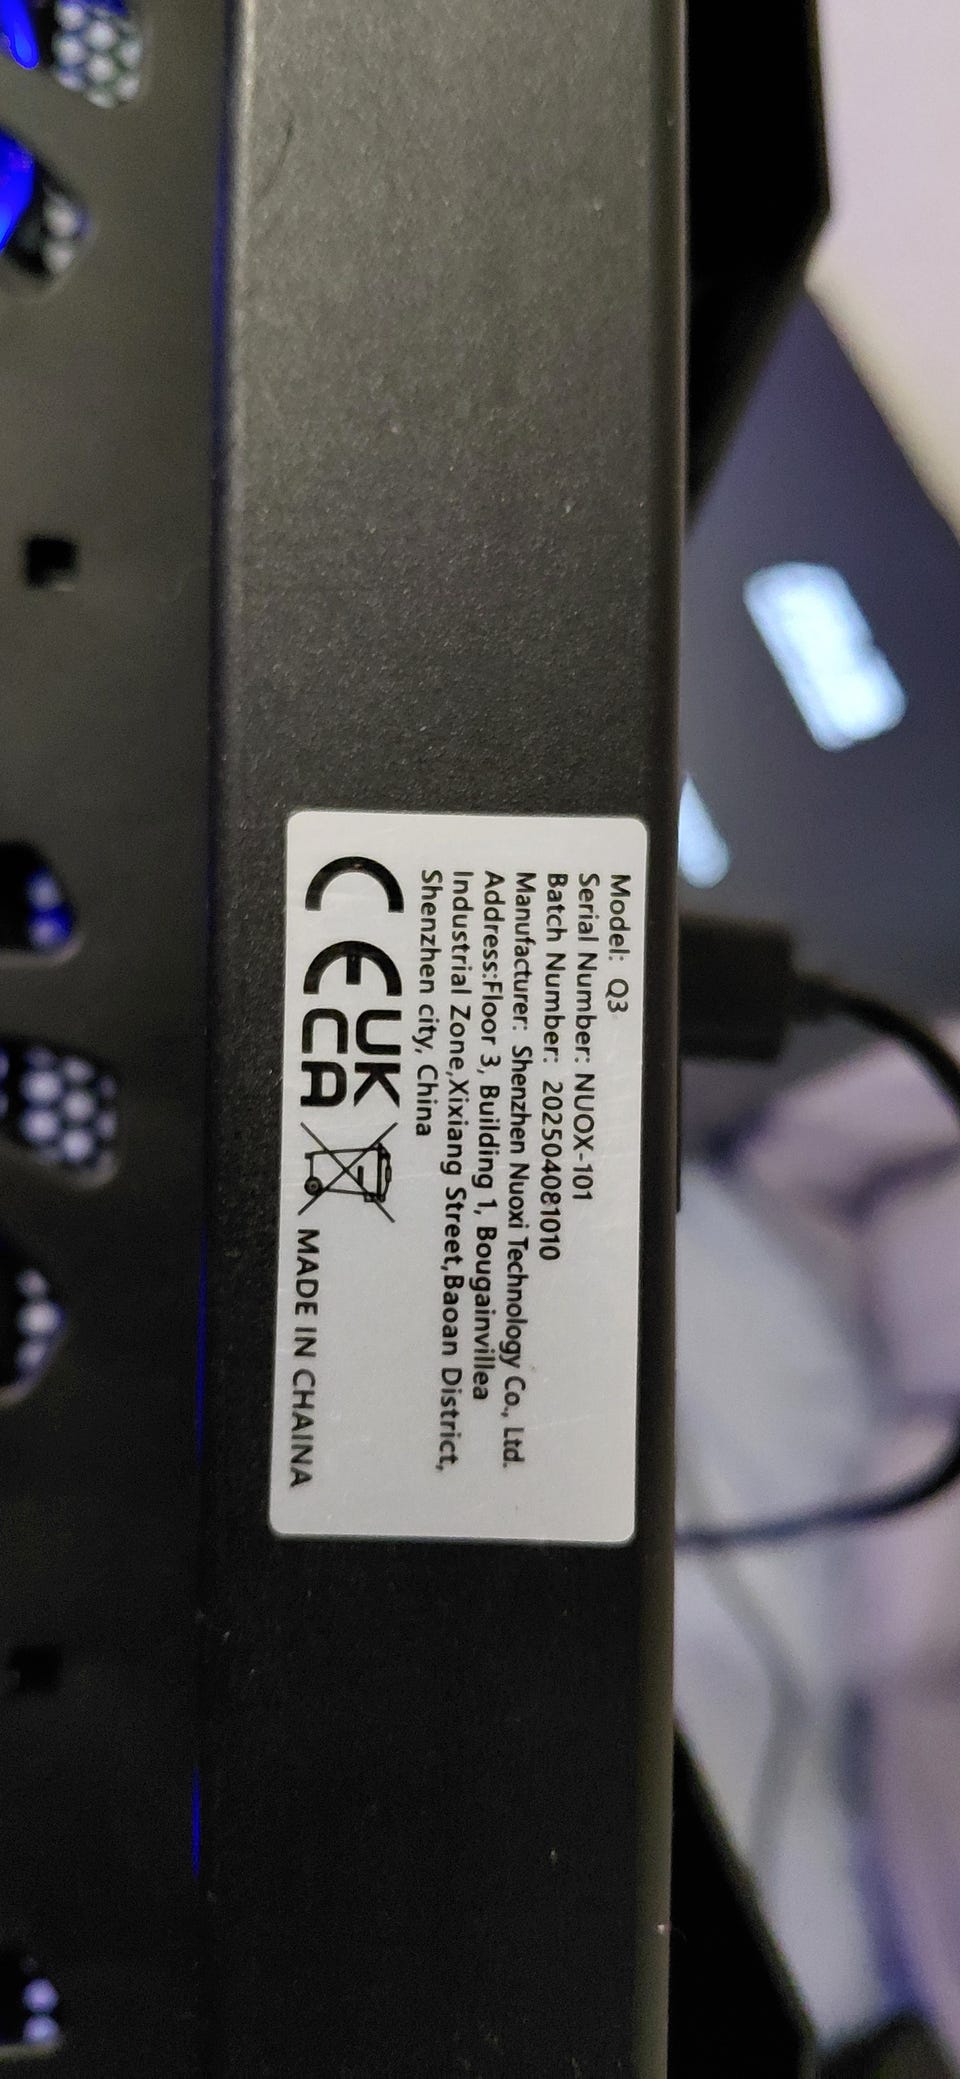 Model: Q3
Serial Number: NUOX-101
Batch Number: 202504081010
Manufacturer: Shenzhen Nuoxi Technology Co., Ltd.
Address:Floor 3, Building 1, Bougainvillea
Industrial Zone,Xixiang Street,Baoan District,
Shenzhen city, China
CE UK
CA MADE IN CHAINA